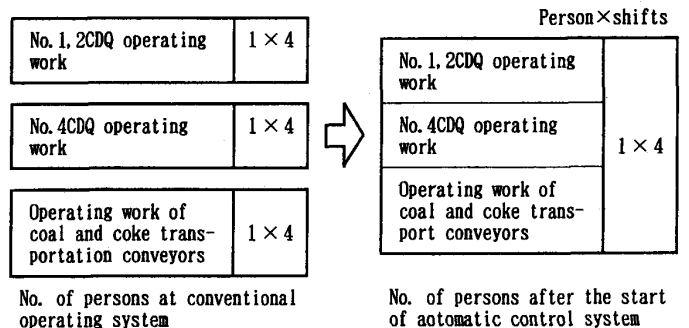 No. 1, 2CDQ operating
work
1 × 4
No. 4CDQ operating
work
1 × 4
Operating work of
coal and coke trans-
portation conveyors
1 × 4
No. of persons at conventional
operating system
Person×shifts
No. 1, 2CDQ operating
work
No. 4CDQ operating
work
Operating work of
coal and coke trans-
port conveyors
1 × 4
No. of persons after the start
of aotomatic control system